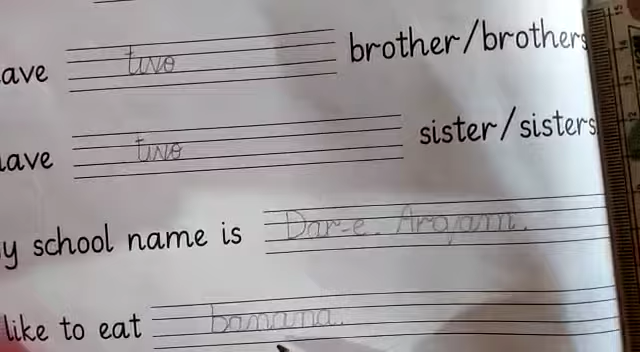 ave two brother/brothers
ave two sister/sisters
y school name is Dar-e. Arqam.
like to eat banana.